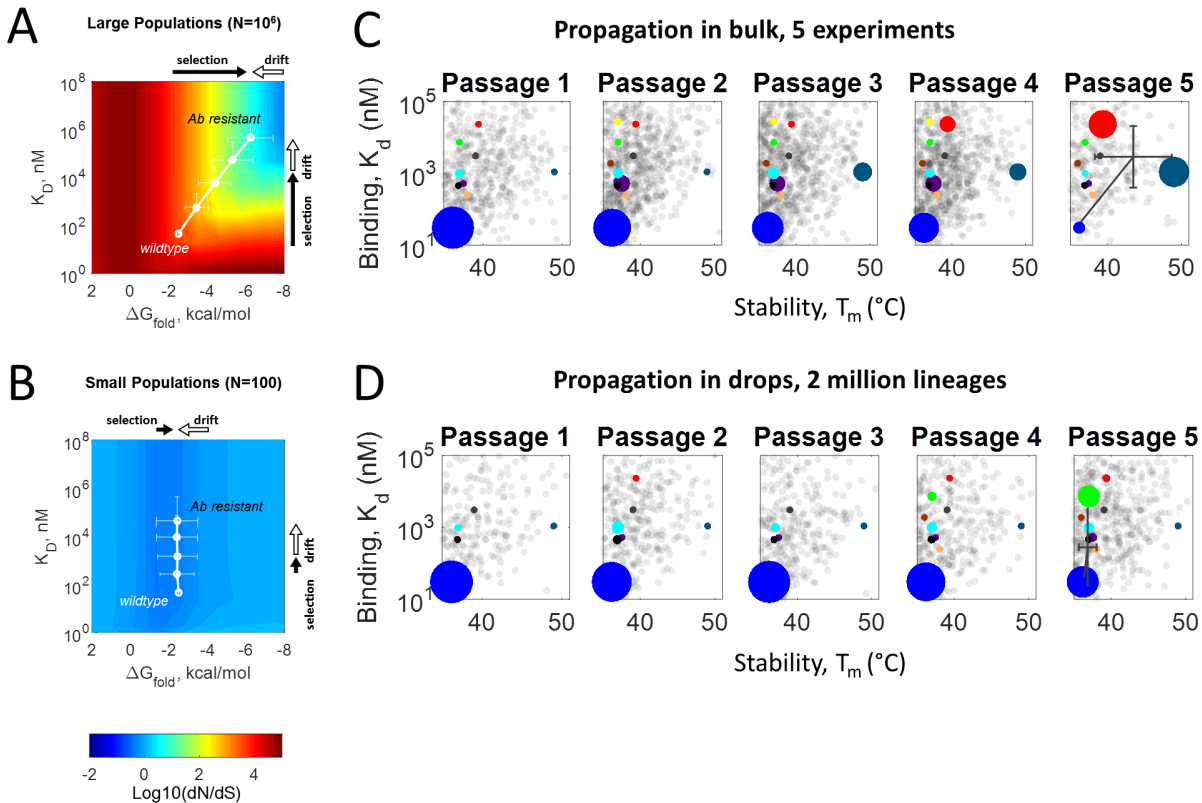 A
Large Populations (N=10⁶)
selection
drift
10⁸
10⁶
10⁴
10²
10⁰
K_D, nM
Ab resistant
wildtype
drift
selection
2 0 -2 -4 -6 -8
ΔG_fold, kcal/mol
B
Small Populations (N=100)
selection
drift
10⁸
10⁶
10⁴
10²
10⁰
K_D, nM
Ab resistant
wildtype
drift
selection
2 0 -2 -4 -6 -8
ΔG_fold, kcal/mol
-2 0 2 4
Log10(dN/dS)
C
Propagation in bulk, 5 experiments
Passage 1 Passage 2 Passage 3 Passage 4 Passage 5
10⁵
10³
10¹
Binding, K_d (nM)
40 50 40 50 40 50 40 50 40 50
Stability, T_m (°C)
D
Propagation in drops, 2 million lineages
Passage 1 Passage 2 Passage 3 Passage 4 Passage 5
10⁵
10³
10¹
Binding, K_d (nM)
40 50 40 50 40 50 40 50 40 50
Stability, T_m (°C)